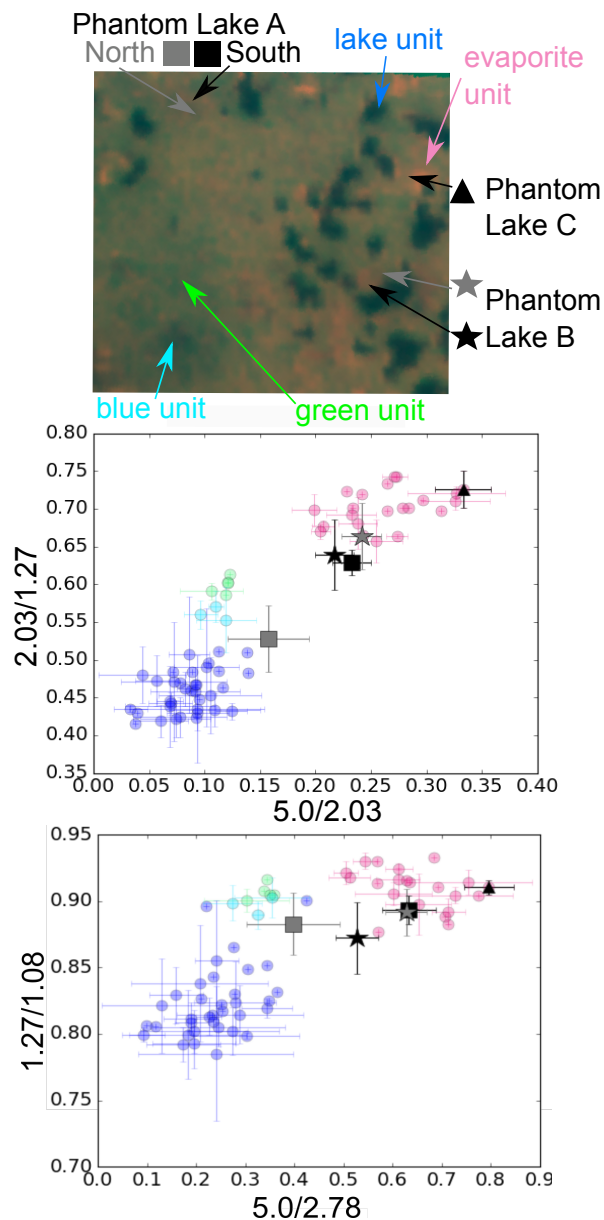 Phantom Lake A
North South
lake unit
evaporite
unit
Phantom
Lake C
Phantom
Lake B
blue unit
green unit
0.80
0.75
0.70
0.65
0.60
0.55
0.50
0.45
0.40
0.35
2.03/1.27
0.00 0.05 0.10 0.15 0.20 0.25 0.30 0.35 0.40
5.0/2.03
0.95
0.90
0.85
0.80
0.75
0.70
1.27/1.08
0.0 0.1 0.2 0.3 0.4 0.5 0.6 0.7 0.8 0.9
5.0/2.78